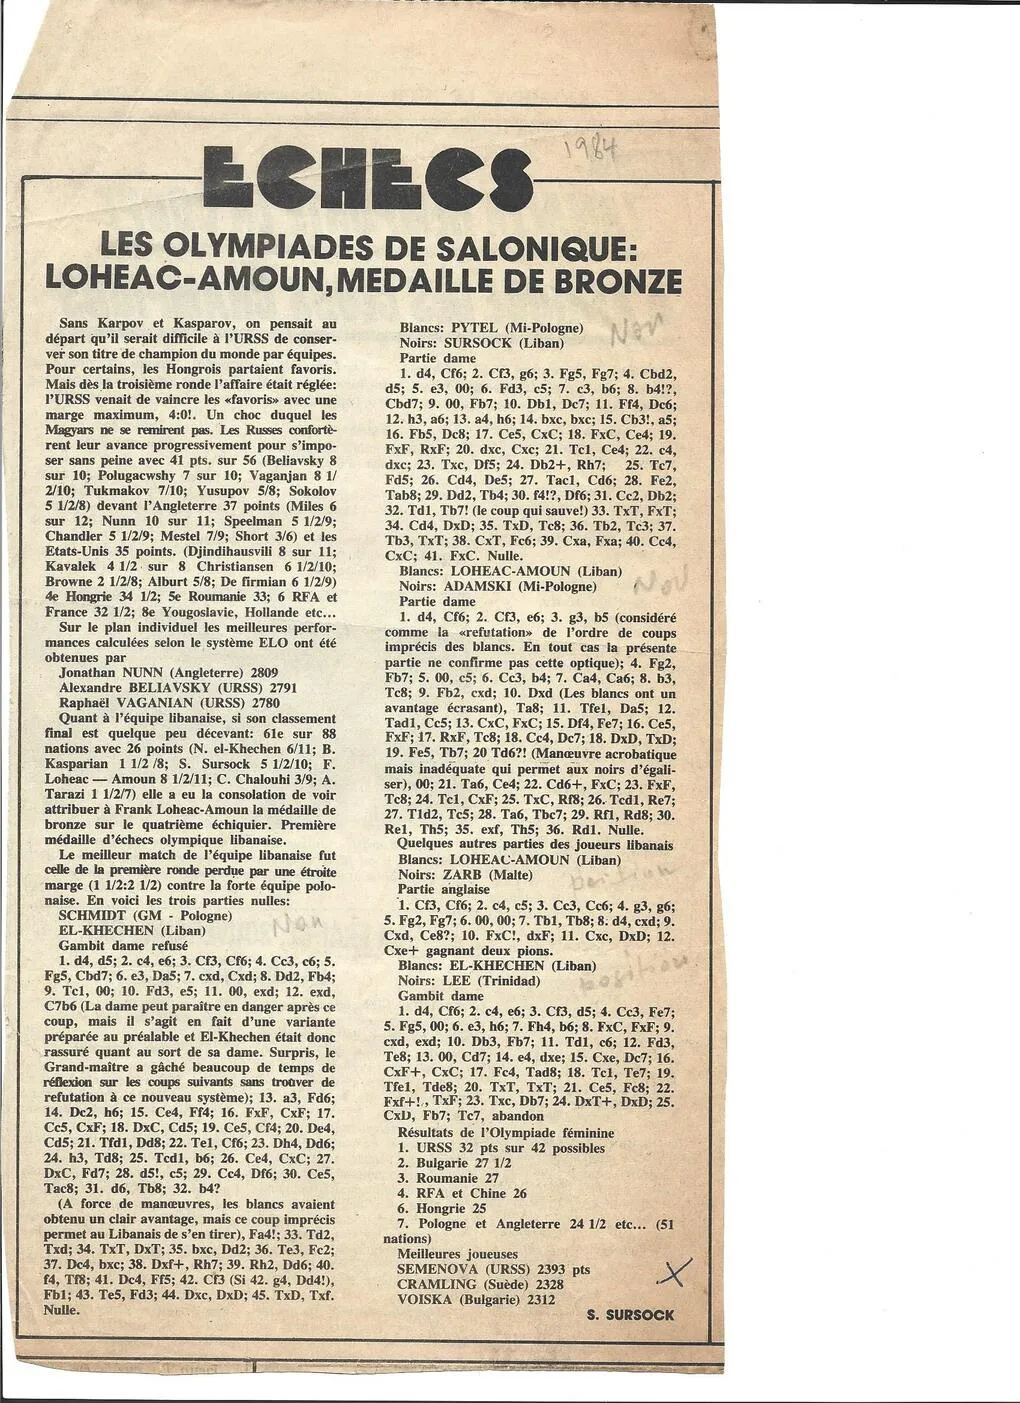 1984
ECHECS
LES OLYMPIADES DE SALONIQUE:
LOHEAC-AMOUN, MEDAILLE DE BRONZE
Sans Karpov et Kasparov, on pensait au
départ qu'il serait difficile à l'URSS de conser-
ver son titre de champion du monde par équipes.
Pour certains, les Hongrois partaient favoris.
Mais dès la troisième ronde l'affaire était réglée:
l'URSS venait de vaincre les «favoris» avec une
marge maximum, 4:0!. Un choc duquel les
Magyars ne se remirent pas. Les Russes confortè-
rent leur avance progressivement pour s'impo-
ser sans peine avec 41 pts. sur 56 (Beliavsky 8
sur 10; Polugacwshy 7 sur 10; Vaganjan 8 1/
2/10; Tukmakov 7/10; Yusupov 5/8; Sokolov
5 1/2/8) devant l'Angleterre 37 points (Miles 6
sur 12; Nunn 10 sur 11; Speelman 5 1/2/9;
Chandler 5 1/2/9; Mestel 7/9; Short 3/6) et les
Etats-Unis 35 points. (Djindihausvili 8 sur 11;
Kavalek 4 1/2 sur 8 Christiansen 6 1/2/10;
Browne 2 1/2/8; Alburt 5/8; De firmian 6 1/2/9)
4e Hongrie 34 1/2; 5e Roumanie 33; 6 RFA et
France 32 1/2; 8e Yougoslavie, Hollande etc...
Sur le plan individuel les meilleures perfor-
mances calculées selon le système ELO ont été
obtenues par
Jonathan NUNN (Angleterre) 2809
Alexandre BELIAVSKY (URSS) 2791
Raphaël VAGANIAN (URSS) 2780
Quant à l'équipe libanaise, si son classement
final est quelque peu décevant: 61e sur 88
nations avec 26 points (N. el-Khechen 6/11; B.
Kasparian 1 1/2 /8; S. Sursock 5 1/2/10; F.
Loheac — Amoun 8 1/2/11; C. Chalouhi 3/9; A.
Tarazi 1 1/2/7) elle a eu la consolation de voir
attribuer à Frank Loheac-Amoun la médaille de
bronze sur le quatrième échiquier. Première
médaille d'échecs olympique libanaise.
Le meilleur match de l'équipe libanaise fut
celle de la première ronde perdue par une étroite
marge (1 1/2:2 1/2) contre la forte équipe polo-
naise. En voici les trois parties nulles:
SCHMIDT (GM - Pologne)
EL-KHECHEN (Liban)
Non
Gambit dame refusé
1. d4, d5; 2. c4, e6; 3. Cf3, Cf6; 4. Cc3, c6; 5.
Fg5, Cbd7; 6. e3, Da5; 7. cxd, Cxd; 8. Dd2, Fb4;
9. Tc1, 00; 10. Fd3, e5; 11. 00, exd; 12. exd,
C7b6 (La dame peut paraître en danger après ce
coup, mais il s'agit en fait d'une variante
préparée au préalable et El-Khechen était donc
rassuré quant au sort de sa dame. Surpris, le
Grand-maître a gâché beaucoup de temps de
réflexion sur les coups suivants sans trouver de
refutation à ce nouveau système); 13. a3, Fd6;
14. Dc2, h6; 15. Ce4, Ff4; 16. FxF, CxF; 17.
Cc5, CxF; 18. DxC, Cd5; 19. Ce5, Cf4; 20. De4,
Cd5; 21. Tfd1, Dd8; 22. Te1, Cf6; 23. Dh4, Dd6;
24. h3, Td8; 25. Tcd1, b6; 26. Ce4, CxC; 27.
DxC, Fd7; 28. d5!, c5; 29. Cc4, Df6; 30. Ce5,
Tac8; 31. d6, Tb8; 32. b4?
(A force de manœuvres, les blancs avaient
obtenu un clair avantage, mais ce coup imprécis
permet au Libanais de s'en tirer), Fa4!; 33. Td2,
Txd; 34. TxT, DxT; 35. bxc, Dd2; 36. Te3, Fc2;
37. Dc4, bxc; 38. Dxf+, Rh7; 39. Rh2, Dd6; 40.
f4, Tf8; 41. Dc4, Ff5; 42. Cf3 (Si 42. g4, Dd4!),
Fb1; 43. Te5, Fd3; 44. Dxc, DxD; 45. TxD, Txf.
Nulle.
Blancs: PYTEL (Mi-Pologne)
Noirs: SURSOCK (Liban)
Non
Partie dame
1. d4, Cf6; 2. Cf3, g6; 3. Fg5, Fg7; 4. Cbd2,
d5; 5. e3, 00; 6. Fd3, c5; 7. c3, b6; 8. b4!?,
Cbd7; 9. 00, Fb7; 10. Db1, Dc7; 11. Ff4, Dc6;
12. h3, a6; 13. a4, h6; 14. bxc, bxc; 15. Cb3!, a5;
16. Fb5, Dc8; 17. Ce5, CxC; 18. FxC, Ce4; 19.
FxF, RxF; 20. dxc, Cxc; 21. Tc1, Ce4; 22. c4,
dxc; 23. Txc, Df5; 24. Db2+, Rh7; 25. Tc7,
Fd5; 26. Cd4, De5; 27. Tac1, Cd6; 28. Fe2,
Tab8; 29. Dd2, Tb4; 30. f4!?, Df6; 31. Cc2, Db2;
32. Td1, Tb7! (le coup qui sauve!) 33. TxT, FxT;
34. Cd4, DxD; 35. TxD, Tc8; 36. Tb2, Tc3; 37.
Tb3, TxT; 38. CxT, Fc6; 39. Cxa, Fxa; 40. Cc4,
CxC; 41. FxC. Nulle.
Blancs: LOHEAC-AMOUN (Liban)
Noirs: ADAMSKI (Mi-Pologne)
Non
Partie dame
1. d4, Cf6; 2. Cf3, e6; 3. g3, b5 (considéré
comme la «refutation» de l'ordre de coups
imprécis des blancs. En tout cas la présente
partie ne confirme pas cette optique); 4. Fg2,
Fb7; 5. 00, c5; 6. Cc3, b4; 7. Ca4, Ca6; 8. b3,
Tc8; 9. Fb2, cxd; 10. Dxd (Les blancs ont un
avantage écrasant), Ta8; 11. Tfe1, Da5; 12.
Tad1, Cc5; 13. CxC, FxC; 15. Df4, Fe7; 16. Ce5,
FxF; 17. RxF, Tc8; 18. Cc4, Dc7; 18. DxD, TxD;
19. Fe5, Tb7; 20 Td6?! (Manœuvre acrobatique
mais inadéquate qui permet aux noirs d'égali-
ser), 00; 21. Ta6, Ce4; 22. Cd6+, FxC; 23. FxF,
Tc8; 24. Tc1, CxF; 25. TxC, Rf8; 26. Tcd1, Re7;
27. T1d2, Tc5; 28. Ta6, Tbc7; 29. Rf1, Rd8; 30.
Re1, Th5; 35. exf, Th5; 36. Rd1. Nulle.
Quelques autres parties des joueurs libanais
Blancs: LOHEAC-AMOUN (Liban)
Noirs: ZARB (Malte)
Partie anglaise
1. Cf3, Cf6; 2. c4, c5; 3. Cc3, Cc6; 4. g3, g6;
5. Fg2, Fg7; 6. 00, 00; 7. Tb1, Tb8; 8. d4, cxd; 9.
Cxd, Ce8?; 10. FxC!, dxF; 11. Cxc, DxD; 12.
Cxe+ gagnant deux pions.
Blancs: EL-KHECHEN (Liban)
Noirs: LEE (Trinidad)
Gambit dame
1. d4, Cf6; 2. c4, e6; 3. Cf3, d5; 4. Cc3, Fe7;
5. Fg5, 00; 6. e3, h6; 7. Fh4, b6; 8. FxC, FxF; 9.
cxd, exd; 10. Db3, Fb7; 11. Td1, c6; 12. Fd3,
Te8; 13. 00, Cd7; 14. e4, dxe; 15. Cxe, Dc7; 16.
CxF+, CxC; 17. Fc4, Tad8; 18. Tc1, Te7; 19.
Tfe1, Tde8; 20. TxT, TxT; 21. Ce5, Fc8; 22.
Fxf+!, TxF; 23. Txc, Db7; 24. DxT+, DxD; 25.
CxD, Fb7; Tc7, abandon
Résultats de l'Olympiade féminine
1. URSS 32 pts sur 42 possibles
2. Bulgarie 27 1/2
3. Roumanie 27
4. RFA et Chine 26
6. Hongrie 25
7. Pologne et Angleterre 24 1/2 etc... (51
nations)
Meilleures joueuses
SEMENOVA (URSS) 2393 pts
CRAMLING (Suède) 2328
VOISKA (Bulgarie) 2312
S. SURSOCK